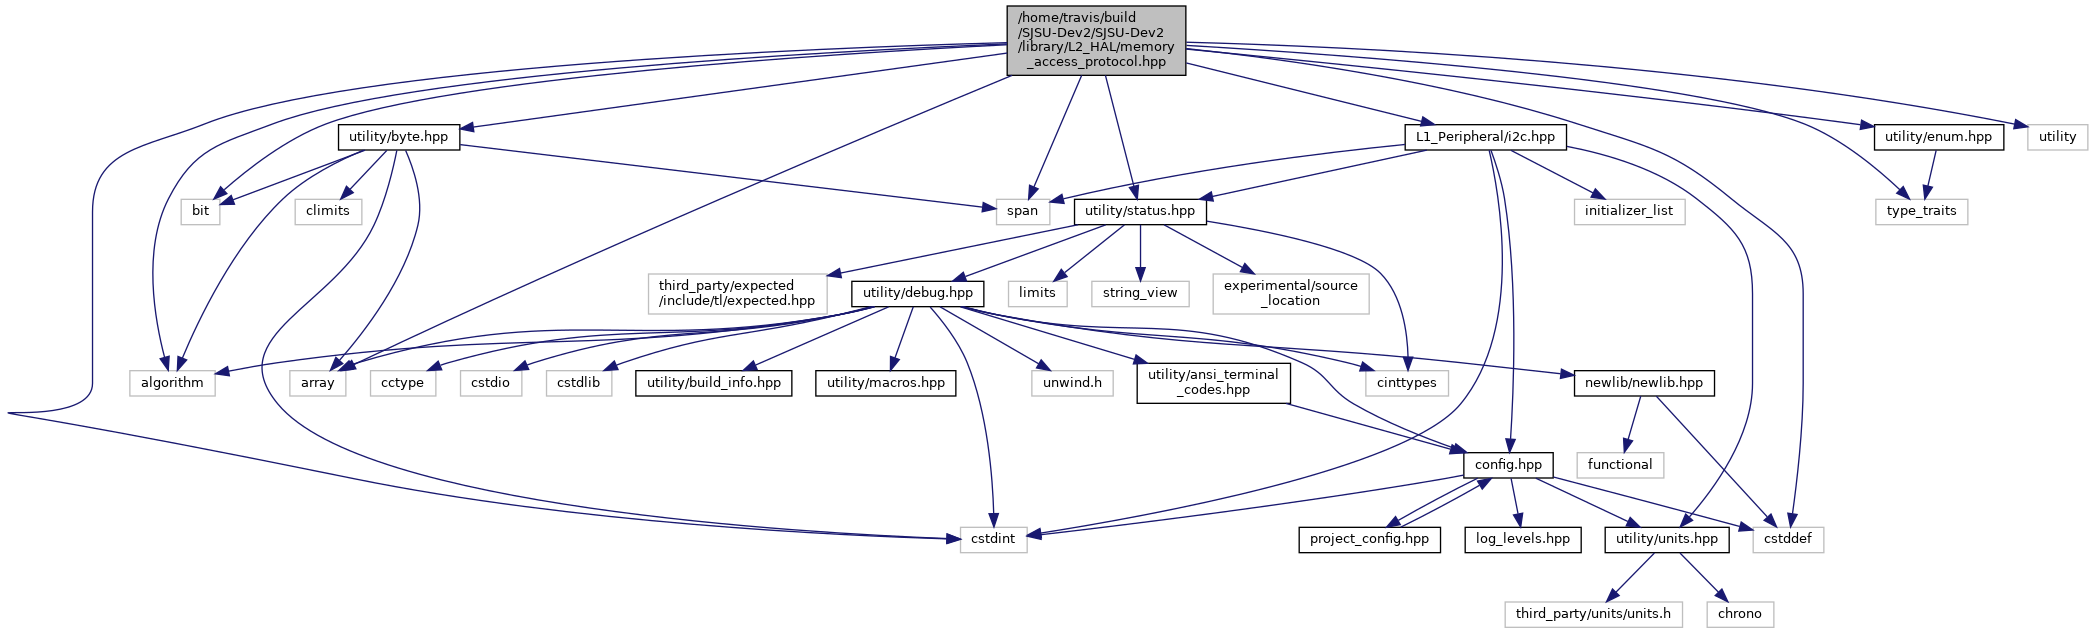 /home/travis/build
/SJSU-Dev2/SJSU-Dev2
/library/L2_HAL/memory
_access_protocol.hpp
utility/byte.hpp
L1_Peripheral/i2c.hpp
utility/enum.hpp
utility
bit
climits
span
utility/status.hpp
initializer_list
type_traits
third_party/expected
/include/tl/expected.hpp
utility/debug.hpp
limits
string_view
experimental/source
_location
algorithm
array
cctype
cstdio
cstdlib
utility/build_info.hpp
utility/macros.hpp
unwind.h
utility/ansi_terminal
_codes.hpp
cinttypes
newlib/newlib.hpp
config.hpp
functional
cstdint
project_config.hpp
log_levels.hpp
utility/units.hpp
cstddef
third_party/units/units.h
chrono